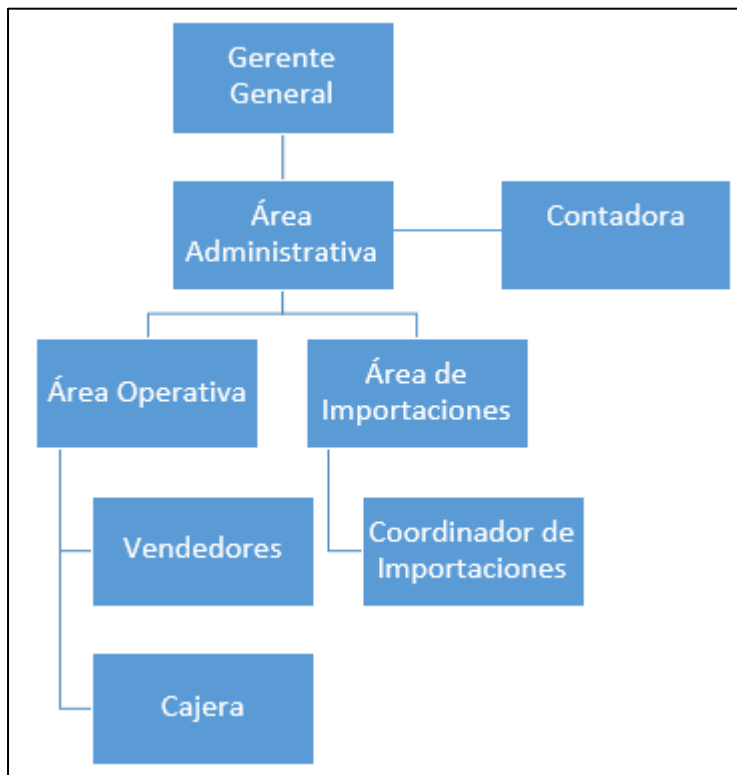 Gerente
General
Área
Administrativa
Contadora
Área Operativa
Área de
Importaciones
Vendedores
Coordinador de
Importaciones
Cajera